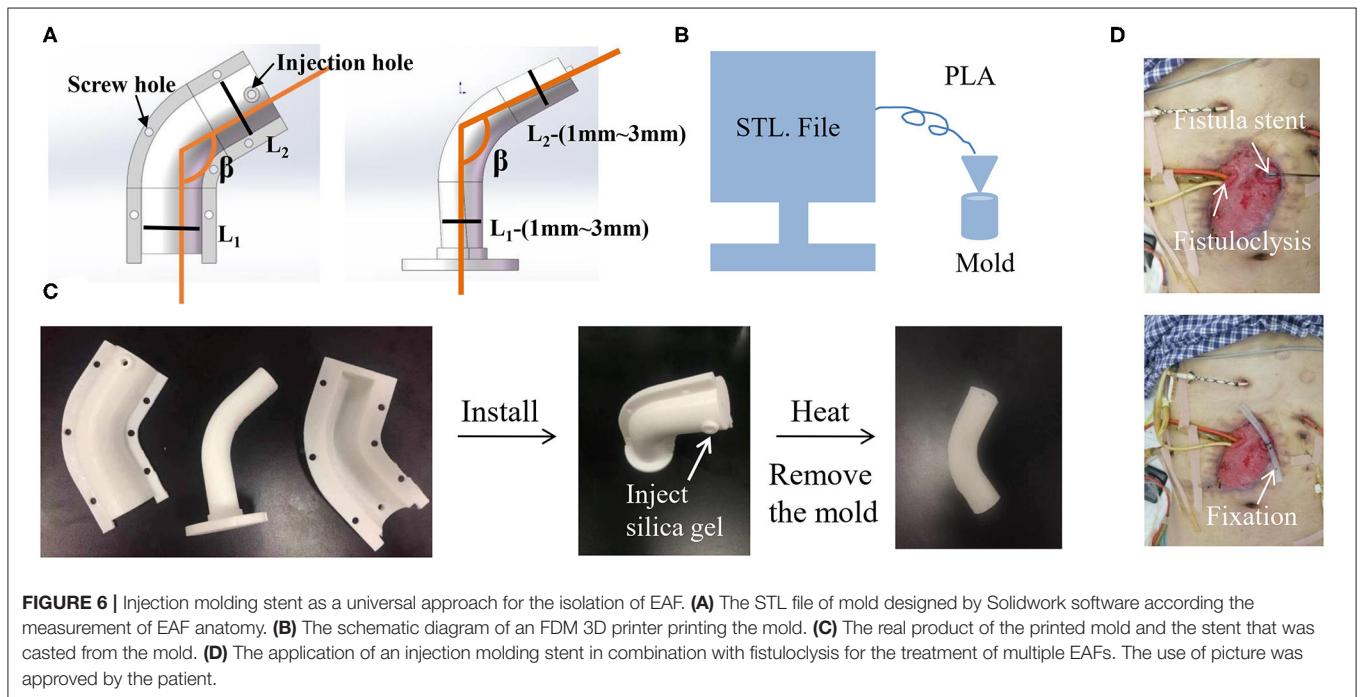 A
Screw hole
Injection hole
L2
β
L1
L2-(1mm~3mm)
β
L1-(1mm~3mm)
B
STL. File
PLA
Mold
C
Install
Inject
silica gel
Heat
Remove
the mold
D
Fistula stent
Fistuloclysis
Fixation
FIGURE 6 | Injection molding stent as a universal approach for the isolation of EAF. (A) The STL file of mold designed by Solidwork software according the
measurement of EAF anatomy. (B) The schematic diagram of an FDM 3D printer printing the mold. (C) The real product of the printed mold and the stent that was
casted from the mold. (D) The application of an injection molding stent in combination with fistuloclysis for the treatment of multiple EAFs. The use of picture was
approved by the patient.